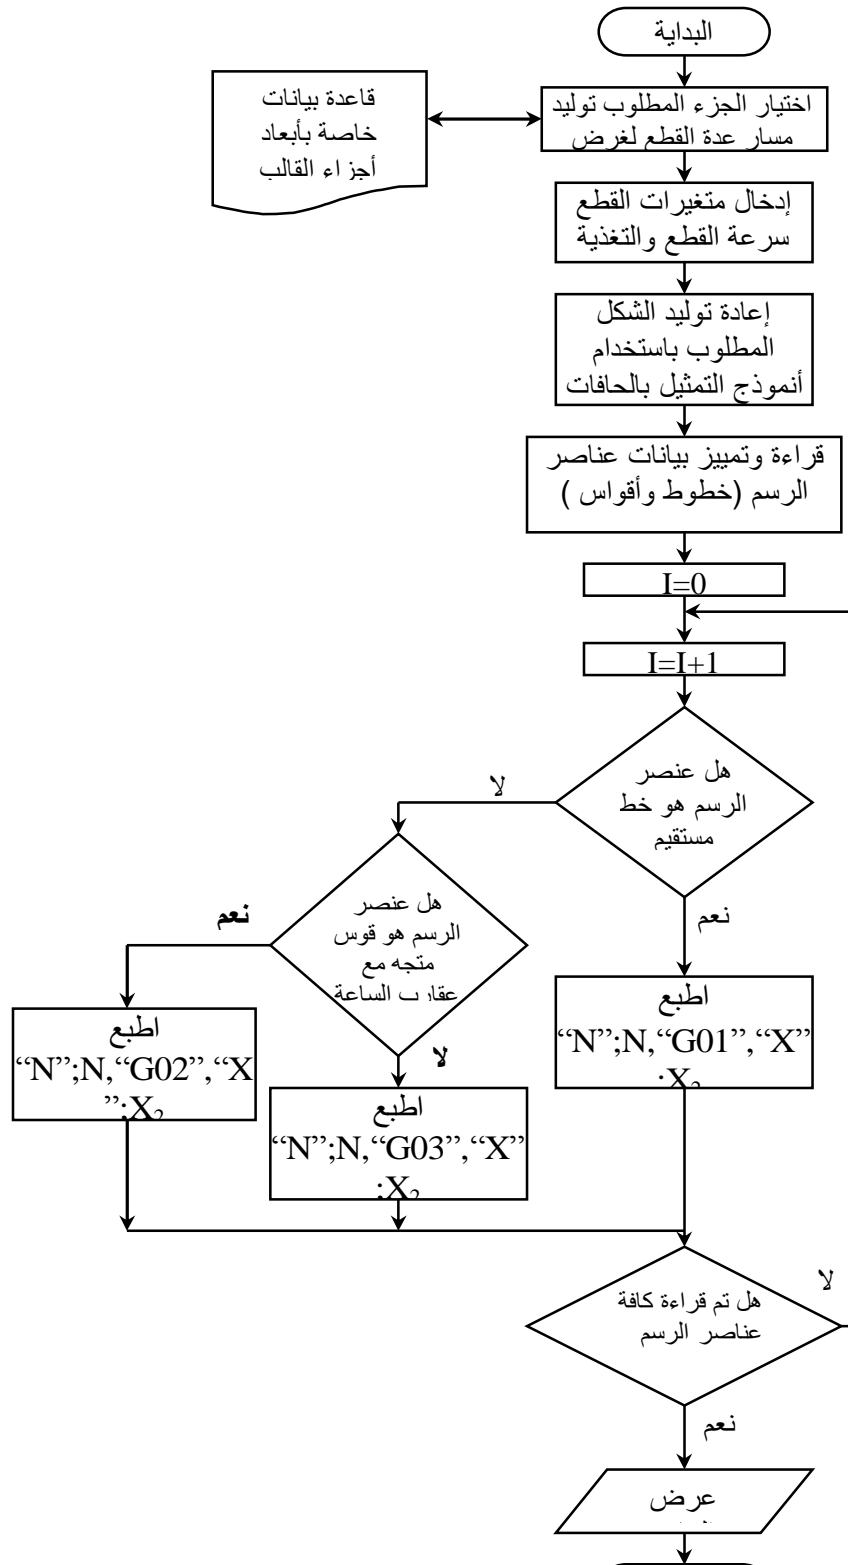 البداية
اختيار الجزء المطلوب توليد
مسار عدة القطع لغرض
قاعدة بيانات
خاصة بأبعاد
أجزاء القالب
إدخال متغيرات القطع
سرعة القطع والتغذية
إعادة توليد الشكل
المطلوب باستخدام
أنموذج التمثيل بالحافات
قراءة وتمييز بيانات عناصر
الرسم (خطوط وأقواس )
I=0
I=I+1
هل عنصر
الرسم هو خط
مستقيم
لا
نعم
هل عنصر
الرسم هو قوس
متجه مع
عقارب الساعة
نعم
لا
اطبع
“N”;N,“G01”,“X”
;X₂
اطبع
“N”;N,“G02”,“X
”;X₂
اطبع
“N”;N,“G03”,“X”
;X₂
هل تم قراءة كافة
عناصر الرسم
لا
نعم
عرض